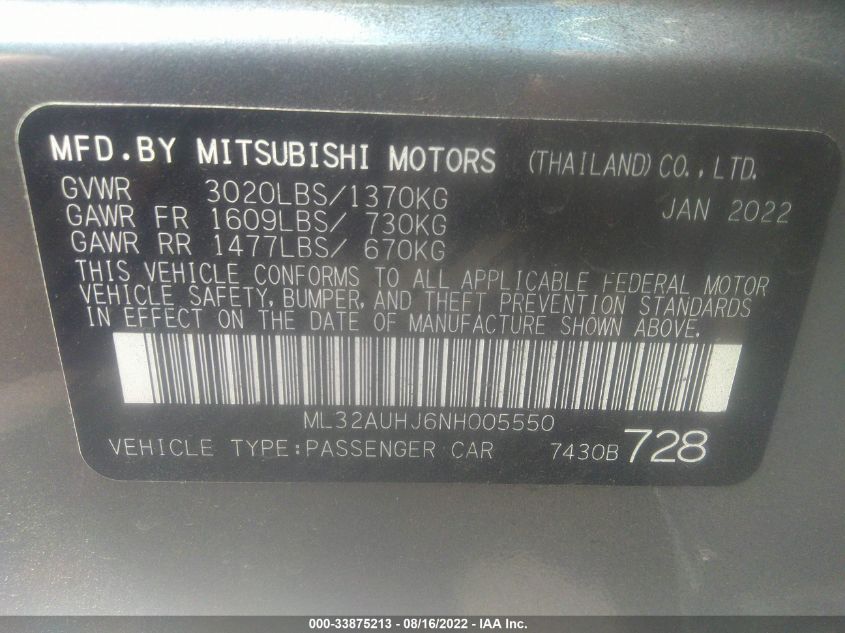 MFD.BY MITSUBISHI MOTORS (THAILAND) CO., LTD.
GVWR 3020LBS/1370KG JAN 2022
GAWR FR 1609LBS/ 730KG
GAWR RR 1477LBS/ 670KG
THIS VEHICLE CONFORMS TO ALL APPLICABLE FEDERAL MOTOR
VEHICLE SAFETY, BUMPER, AND THEFT PREVENTION STANDARDS
IN EFFECT ON THE DATE OF MANUFACTURE SHOWN ABOVE.
ML32AUHJ6NH005550
VEHICLE TYPE:PASSENGER CAR 7430B 728
000-33875213 - 08/16/2022 - IAA Inc.